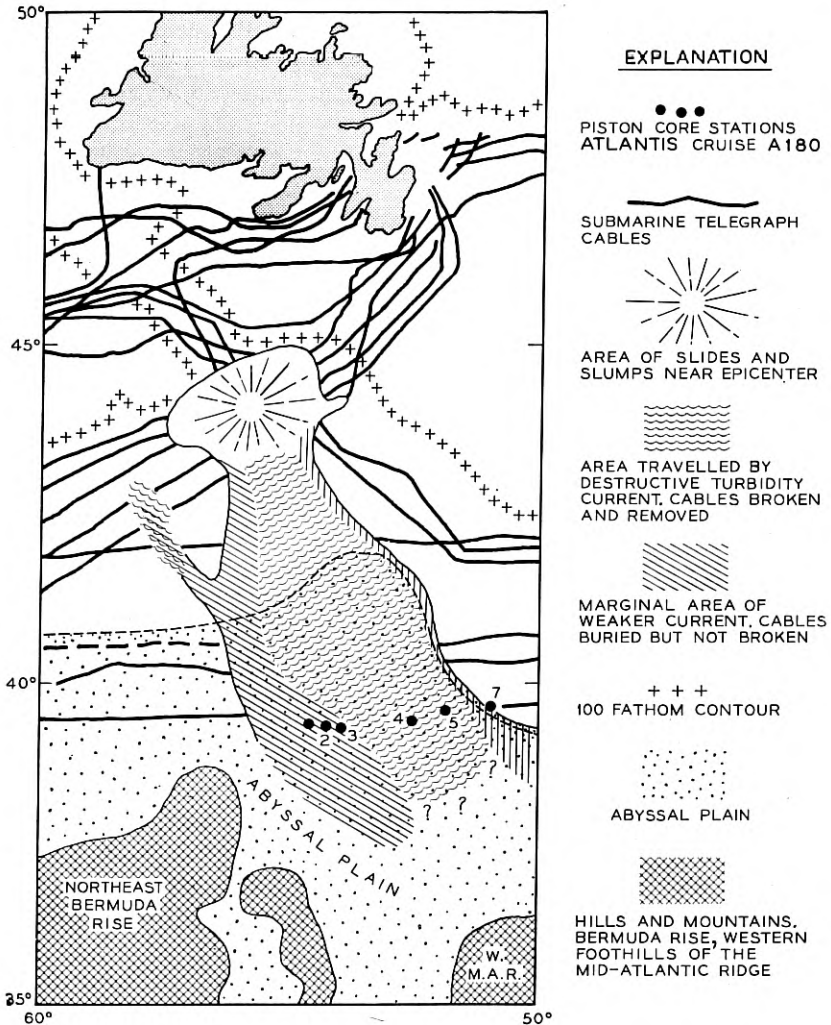 50°
45°
40°
35°
60°
50°
2
3
4
5
7
?
?
?
?
ABYSSAL PLAIN
NORTHEAST
BERMUDA
RISE
W.
M.A.R.
EXPLANATION
PISTON CORE STATIONS
ATLANTIS CRUISE A180
SUBMARINE TELEGRAPH
CABLES
AREA OF SLIDES AND
SLUMPS NEAR EPICENTER
AREA TRAVELLED BY
DESTRUCTIVE TURBIDITY
CURRENT. CABLES BROKEN
AND REMOVED
MARGINAL AREA OF
WEAKER CURRENT. CABLES
BURIED BUT NOT BROKEN
+ + +
100 FATHOM CONTOUR
ABYSSAL PLAIN
HILLS AND MOUNTAINS.
BERMUDA RISE, WESTERN
FOOTHILLS OF THE
MID-ATLANTIC RIDGE